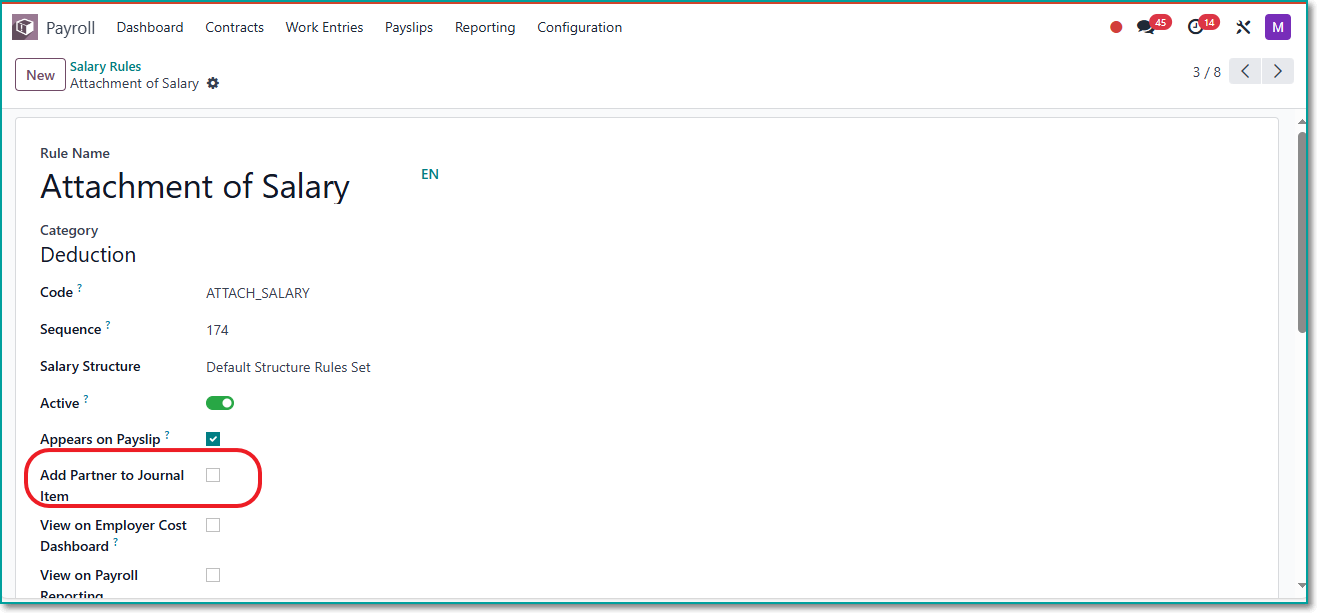 Payroll Dashboard Contracts Work Entries Payslips Reporting Configuration 45 14 M
New Salary Rules
Attachment of Salary 3 / 8
Rule Name
Attachment of Salary EN
Category
Deduction
Code ? ATTACH_SALARY
Sequence ? 174
Salary Structure Default Structure Rules Set
Active ?
Appears on Payslip ?
Add Partner to Journal
Item
View on Employer Cost
Dashboard ?
View on Payroll
Reporting